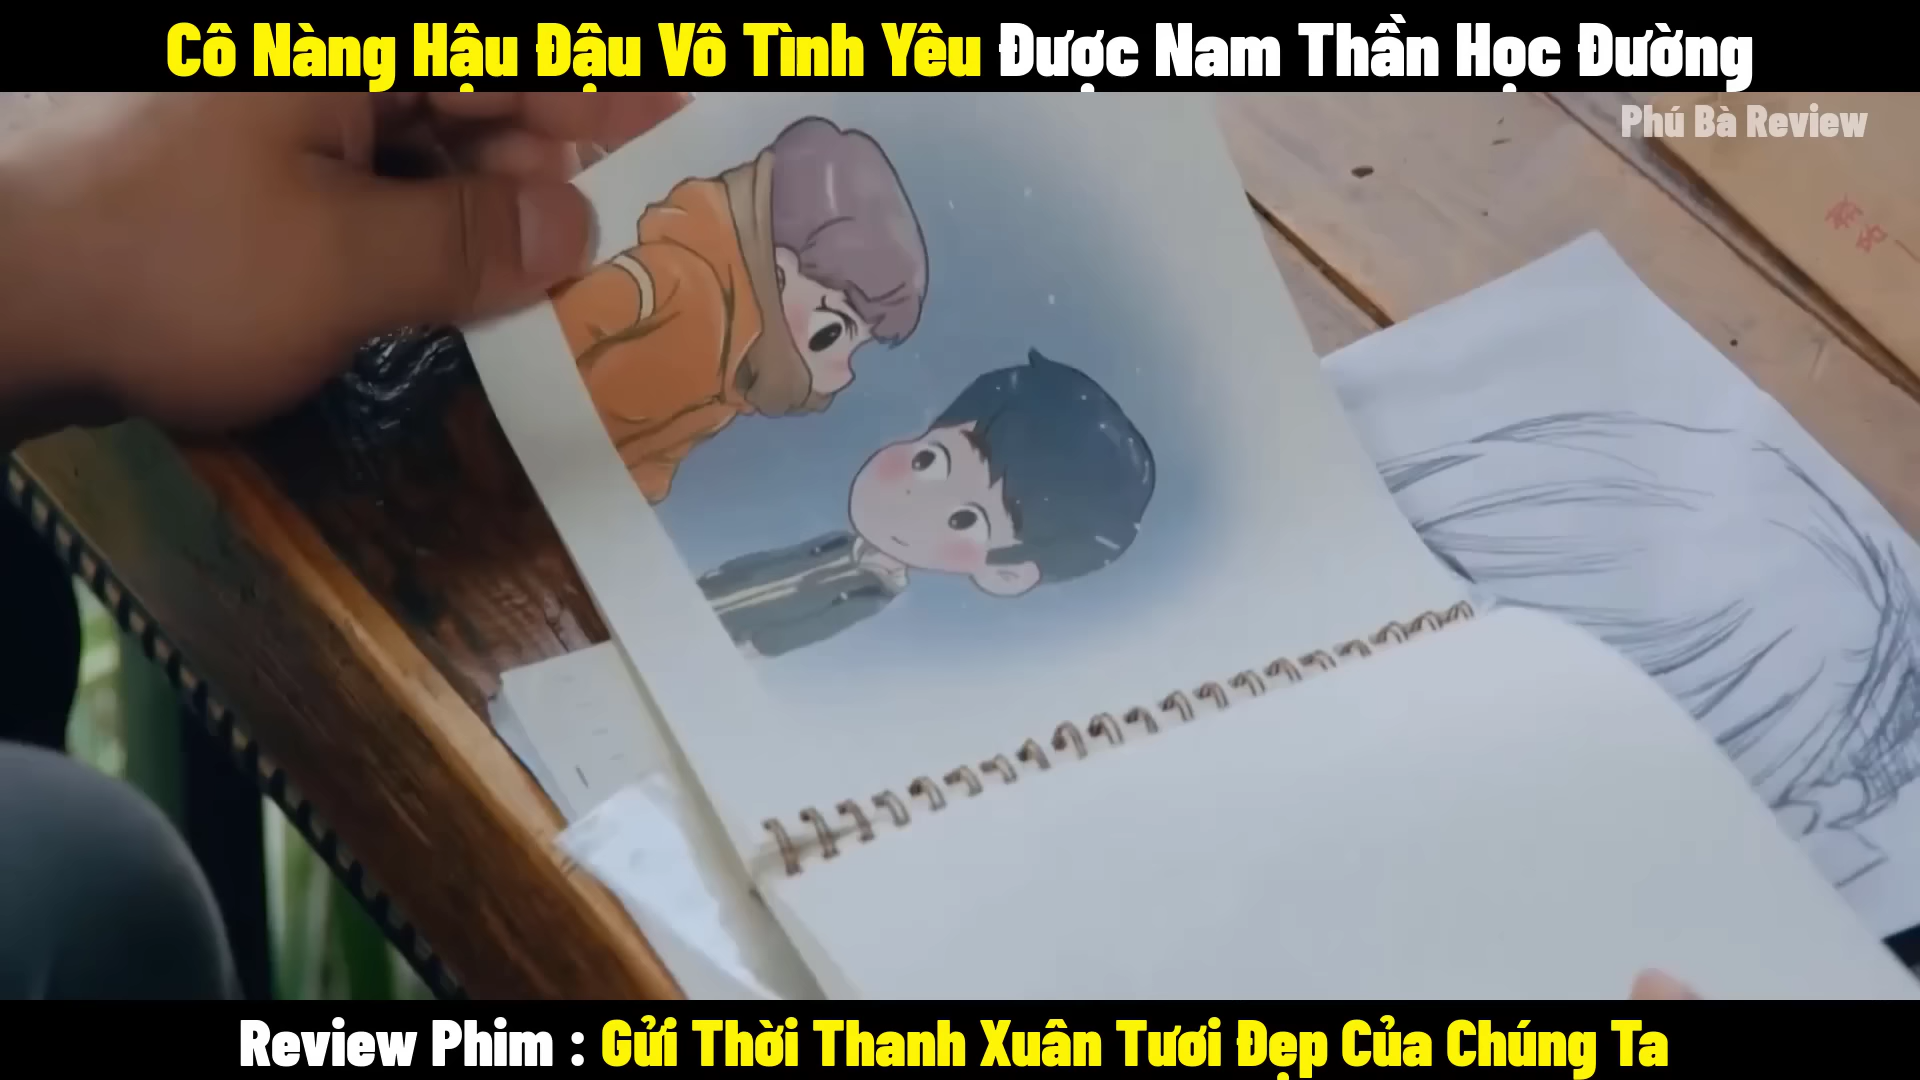 Cô Nàng Hậu Đậu Vô Tình Yêu Được Nam Thần Học Đường
Phú Bà Review
Review Phim : Gửi Thời Thanh Xuân Tươi Đẹp Của Chúng Ta